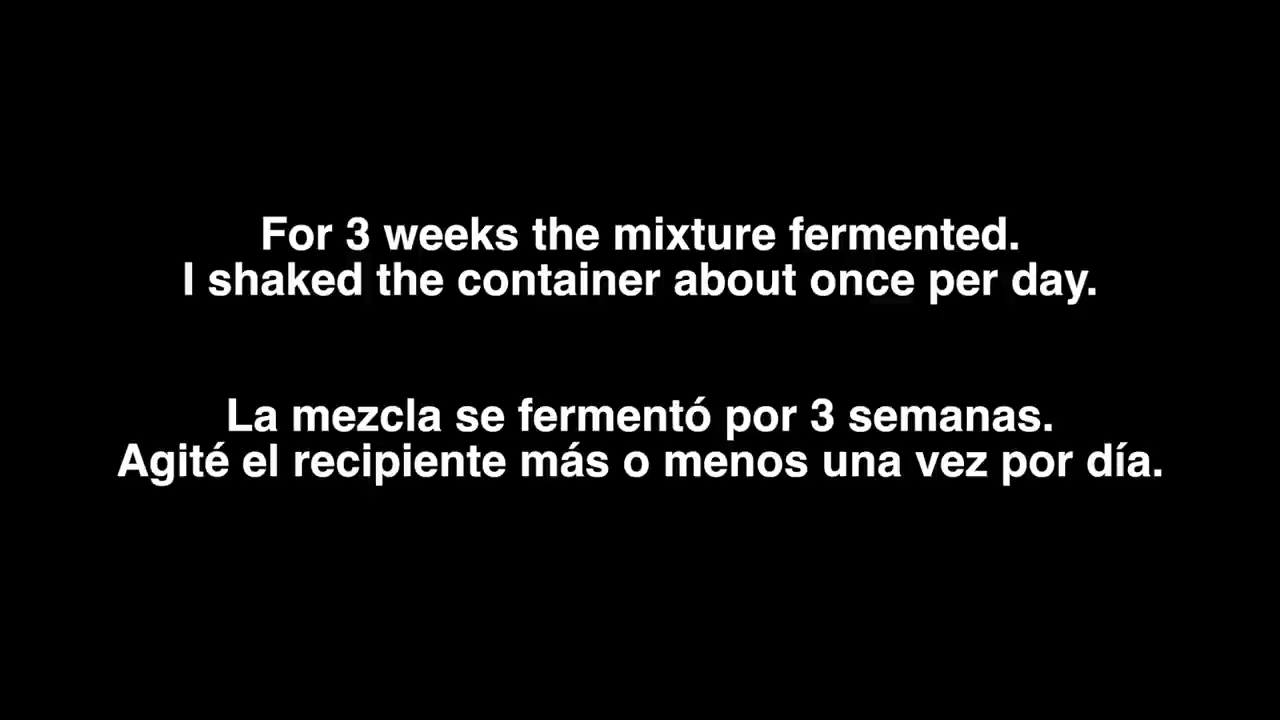 For 3 weeks the mixture fermented.
I shaked the container about once per day.
La mezcla se fermentó por 3 semanas.
Agité el recipiente más o menos una vez por día.